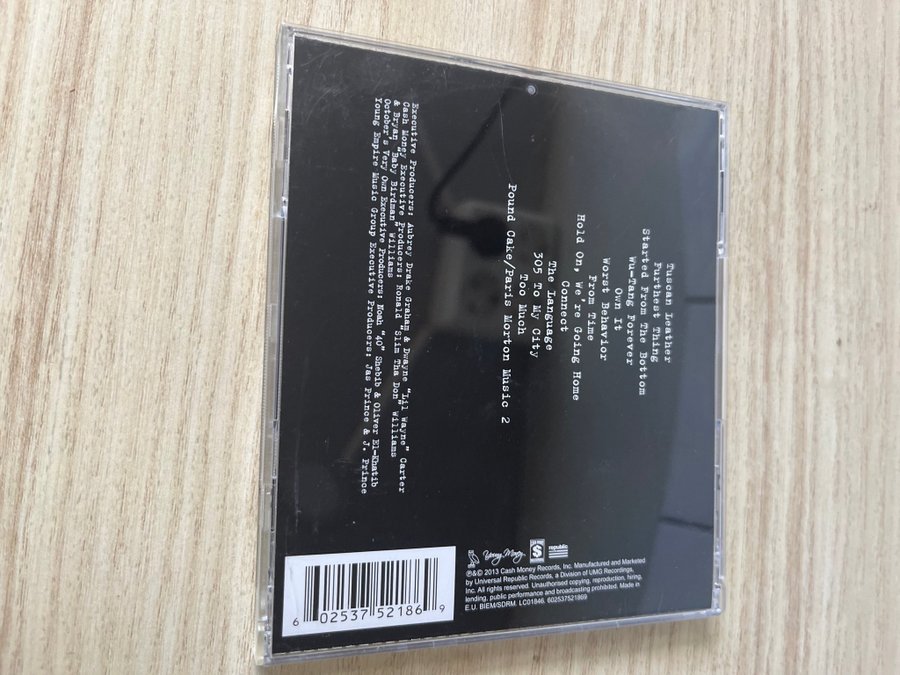 Tuscan Leather
Furthest Thing
Started From The Bottom
Wu-Tang Forever
Own It
Worst Behavior
From Time
Hold On, We're Going Home
Connect
The Language
305 To My City
Too Much
Pound Cake/Paris Morton Music 2
Executive Producers: Aubrey Drake Graham & Dwayne "Lil Wayne" Carter
Cash Money Executive Producers: Ronald "Slim Tha Don" Williams
& Bryan "Baby Birdman" Williams
October's Very Own Executive Producers: Noah "40" Shebib & Oliver El-Khatib
Young Empire Music Group Executive Producers: Jas Prince & J. Prince
Young Money
republic
℗&© 2013 Cash Money Records, Inc. Manufactured and Marketed
by Universal Republic Records, a Division of UMG Recordings,
Inc. All rights reserved. Unauthorised copying, reproduction, hiring,
lending, public performance and broadcasting prohibited. Made in
E.U. BIEM/SDRM. LC01846. 602537521869
6 02537 52186 9